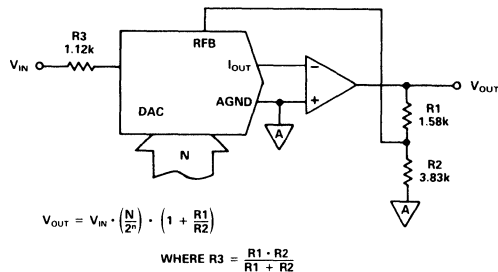 R3
1.12k
V_IN
RFB
I_OUT
AGND
DAC
N
A
−
+
V_OUT
R1
1.58k
R2
3.83k
A
V_OUT = V_IN · (N/2ⁿ) · (1 + R1/R2)
WHERE R3 = R1 · R2 / R1 + R2